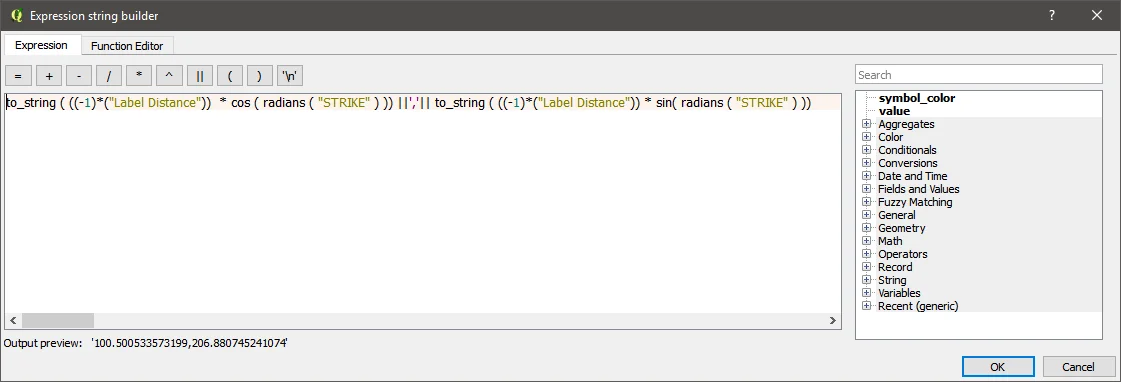 Expression string builder
? ×
Expression Function Editor
= + - / * ^ || ( ) '\n'
to_string ( ((-1)*("Label Distance")) * cos ( radians ( "STRIKE" ) )) ||','|| to_string ( ((-1)*("Label Distance")) * sin( radians ( "STRIKE" ) ))
Search
symbol_color
value
Aggregates
Color
Conditionals
Conversions
Date and Time
Fields and Values
Fuzzy Matching
General
Geometry
Math
Operators
Record
String
Variables
Recent (generic)
Output preview: '100.500533573199,206.880745241074'
OK Cancel